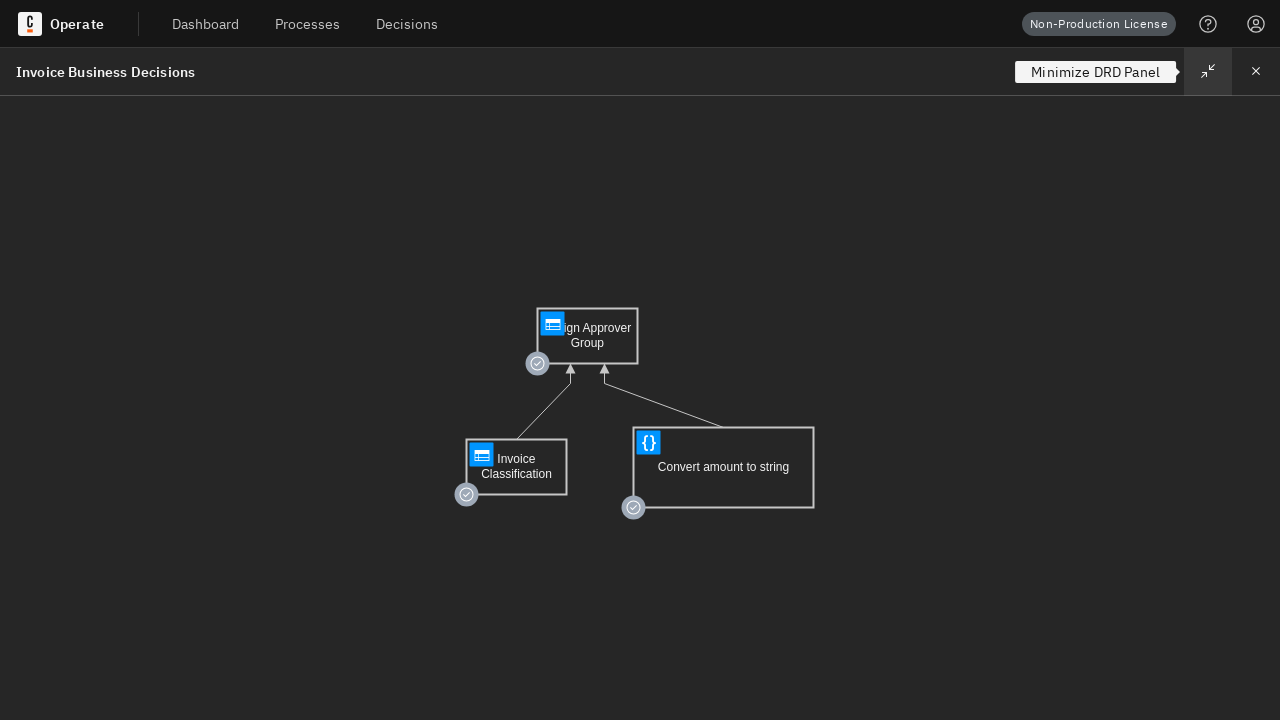 Operate
Dashboard
Processes
Decisions
Non-Production License
Invoice Business Decisions
Minimize DRD Panel
ign Approver
Group
Invoice
Classification
{}
Convert amount to string